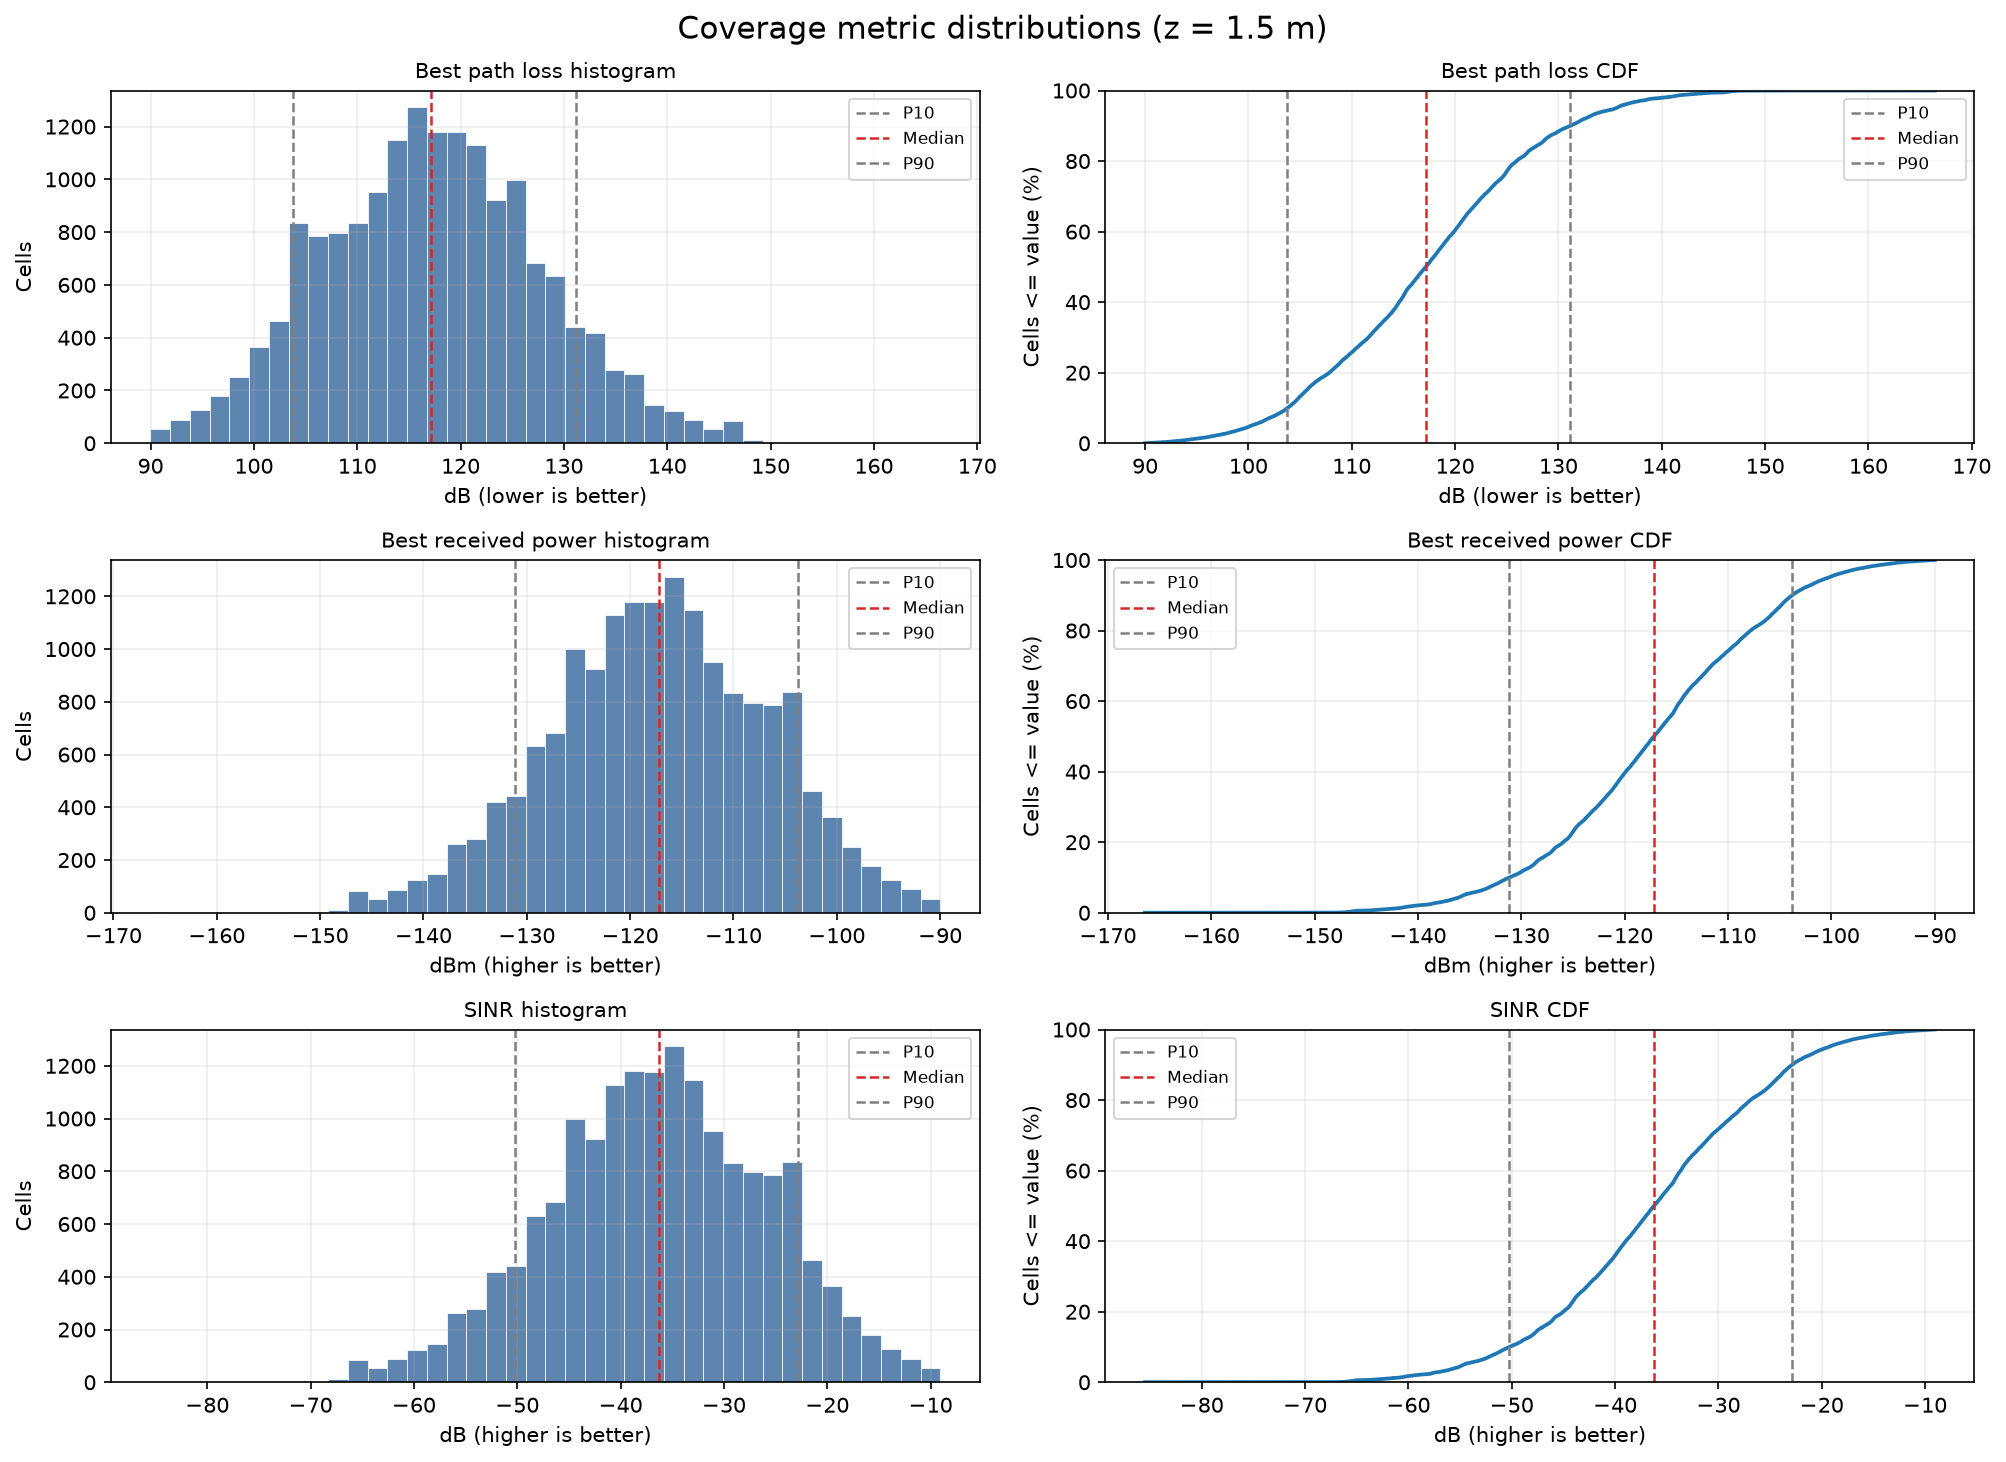 Coverage metric distributions (z = 1.5 m)
Best path loss histogram
Cells
1200
1000
800
600
400
200
0
90 100 110 120 130 140 150 160 170
dB (lower is better)
P10
Median
P90
Best path loss CDF
Cells <= value (%)
100
80
60
40
20
0
90 100 110 120 130 140 150 160 170
dB (lower is better)
P10
Median
P90
Best received power histogram
Cells
1200
1000
800
600
400
200
0
−170 −160 −150 −140 −130 −120 −110 −100 −90
dBm (higher is better)
P10
Median
P90
Best received power CDF
Cells <= value (%)
100
80
60
40
20
0
−170 −160 −150 −140 −130 −120 −110 −100 −90
dBm (higher is better)
P10
Median
P90
SINR histogram
Cells
1200
1000
800
600
400
200
0
−80 −70 −60 −50 −40 −30 −20 −10
dB (higher is better)
P10
Median
P90
SINR CDF
Cells <= value (%)
100
80
60
40
20
0
−80 −70 −60 −50 −40 −30 −20 −10
dB (higher is better)
P10
Median
P90